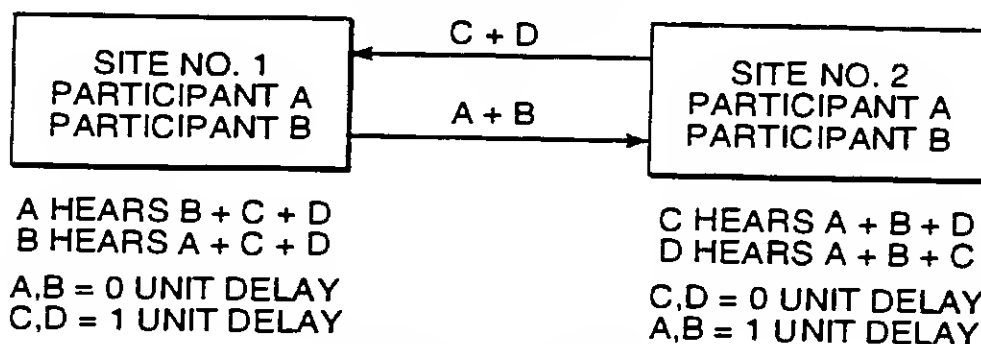 SITE NO. 1
PARTICIPANT A
PARTICIPANT B
C + D
A + B
SITE NO. 2
PARTICIPANT A
PARTICIPANT B
A HEARS B + C + D
B HEARS A + C + D
A,B = 0 UNIT DELAY
C,D = 1 UNIT DELAY
C HEARS A + B + D
D HEARS A + B + C
C,D = 0 UNIT DELAY
A,B = 1 UNIT DELAY